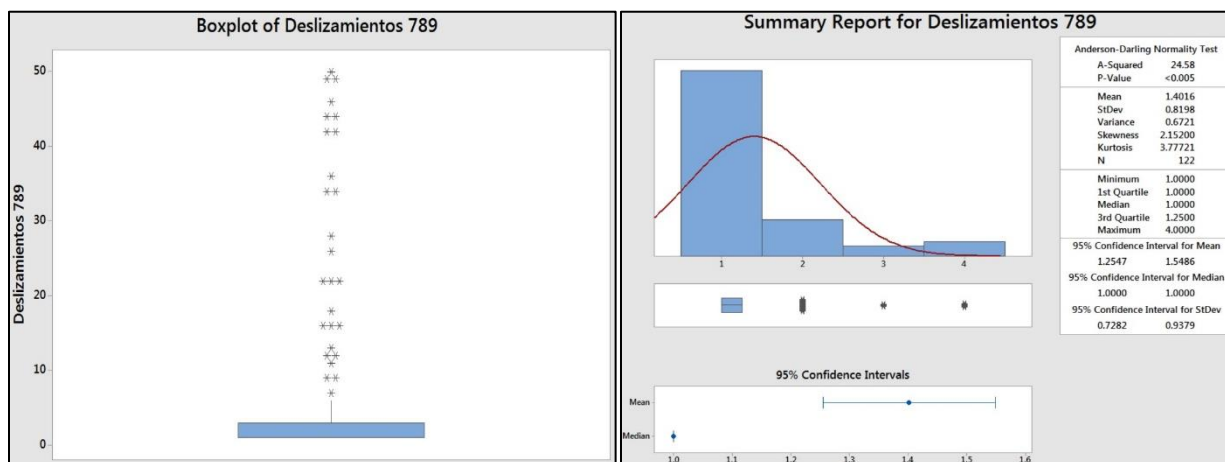 Boxplot of Deslizamientos 789
Deslizamientos 789
50
40
30
20
10
0
Summary Report for Deslizamientos 789
1 2 3 4
Anderson-Darling Normality Test
A-Squared 24.58
P-Value <0.005
Mean 1.4016
StDev 0.8198
Variance 0.6721
Skewness 2.15200
Kurtosis 3.77721
N 122
Minimum 1.0000
1st Quartile 1.0000
Median 1.0000
3rd Quartile 1.2500
Maximum 4.0000
95% Confidence Interval for Mean
1.2547 1.5486
95% Confidence Interval for Median
1.0000 1.0000
95% Confidence Interval for StDev
0.7282 0.9379
95% Confidence Intervals
Mean
Median
1.0 1.1 1.2 1.3 1.4 1.5 1.6